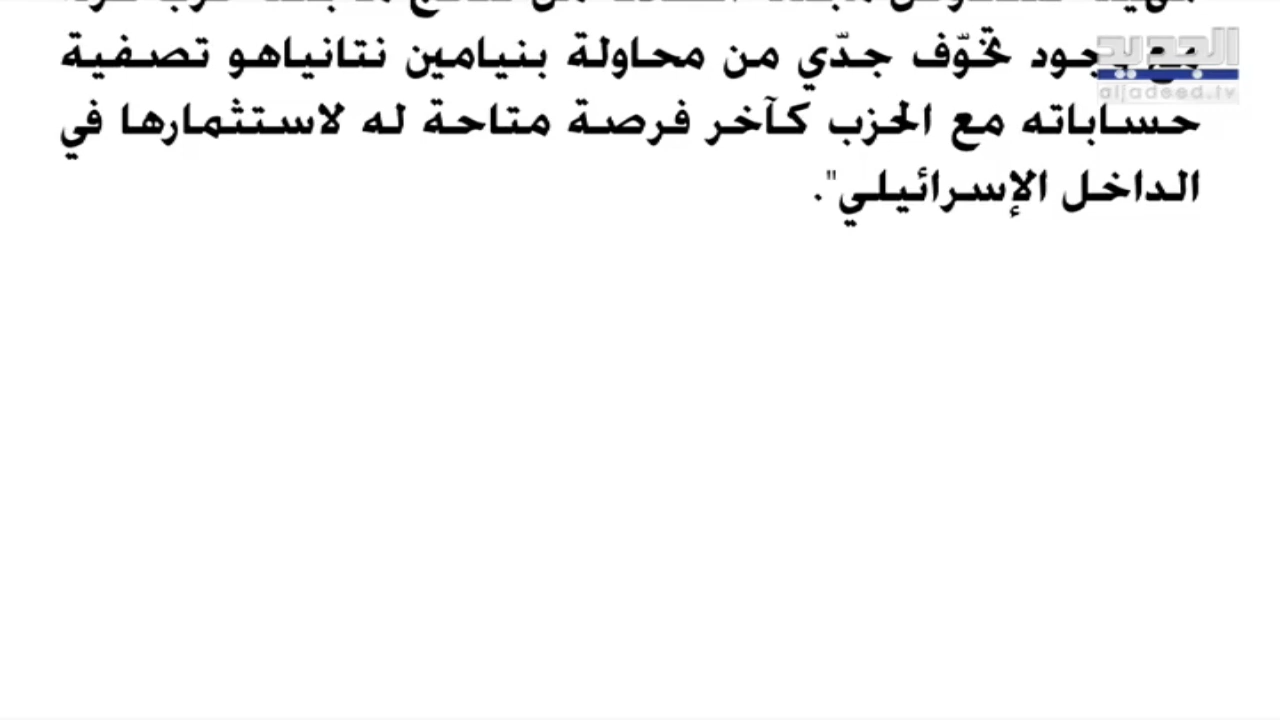 الجديد
aljadeed.tv
وجود تخوّف جدّي من محاولة بنيامين نتانياهو تصفية
حساباته مع الحزب كآخر فرصة متاحة له لاستثمارها في
الداخل الإسرائيلي".